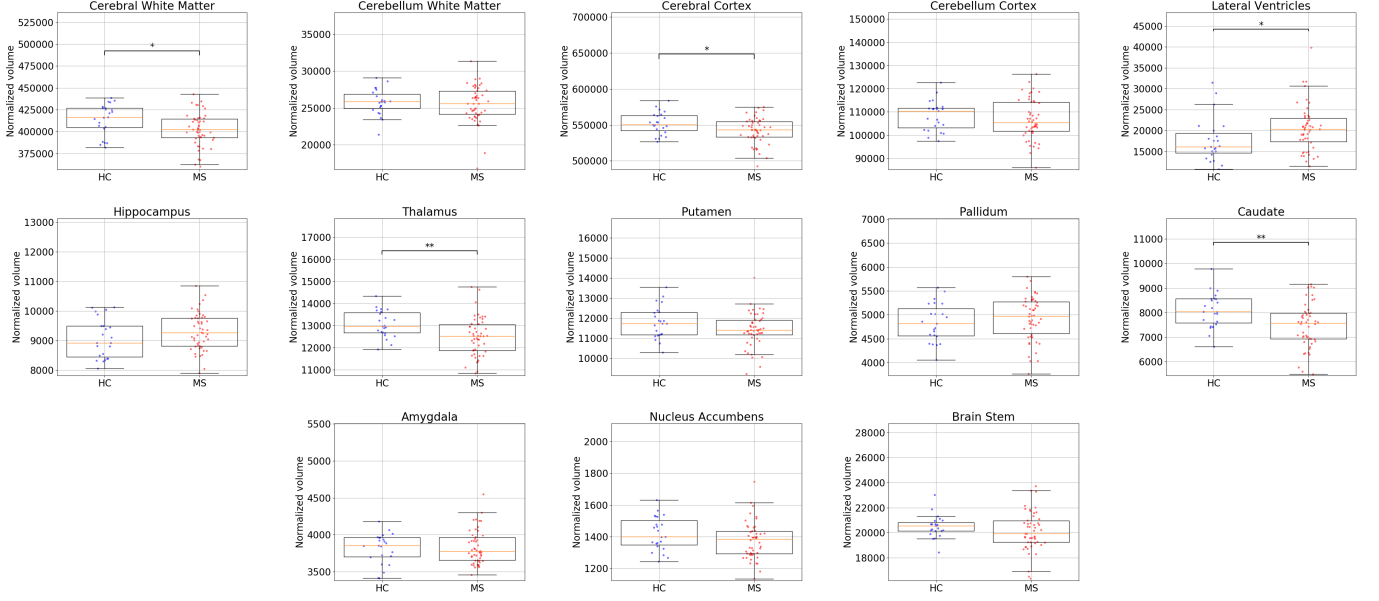 Cerebral White Matter
Normalized volume
525000
500000
475000
450000
425000
400000
375000
*
HC
MS
Cerebellum White Matter
Normalized volume
35000
30000
25000
20000
HC
MS
Cerebral Cortex
Normalized volume
700000
650000
600000
550000
500000
*
HC
MS
Cerebellum Cortex
Normalized volume
150000
140000
130000
120000
110000
100000
90000
HC
MS
Lateral Ventricles
Normalized volume
45000
40000
35000
30000
25000
20000
15000
*
HC
MS
Hippocampus
Normalized volume
13000
12000
11000
10000
9000
8000
HC
MS
Thalamus
Normalized volume
17000
16000
15000
14000
13000
12000
11000
**
HC
MS
Putamen
Normalized volume
16000
15000
14000
13000
12000
11000
10000
HC
MS
Pallidum
Normalized volume
7000
6500
6000
5500
5000
4500
4000
HC
MS
Caudate
Normalized volume
11000
10000
9000
8000
7000
6000
**
HC
MS
Amygdala
Normalized volume
5500
5000
4500
4000
3500
HC
MS
Nucleus Accumbens
Normalized volume
2000
1800
1600
1400
1200
HC
MS
Brain Stem
Normalized volume
28000
26000
24000
22000
20000
18000
HC
MS